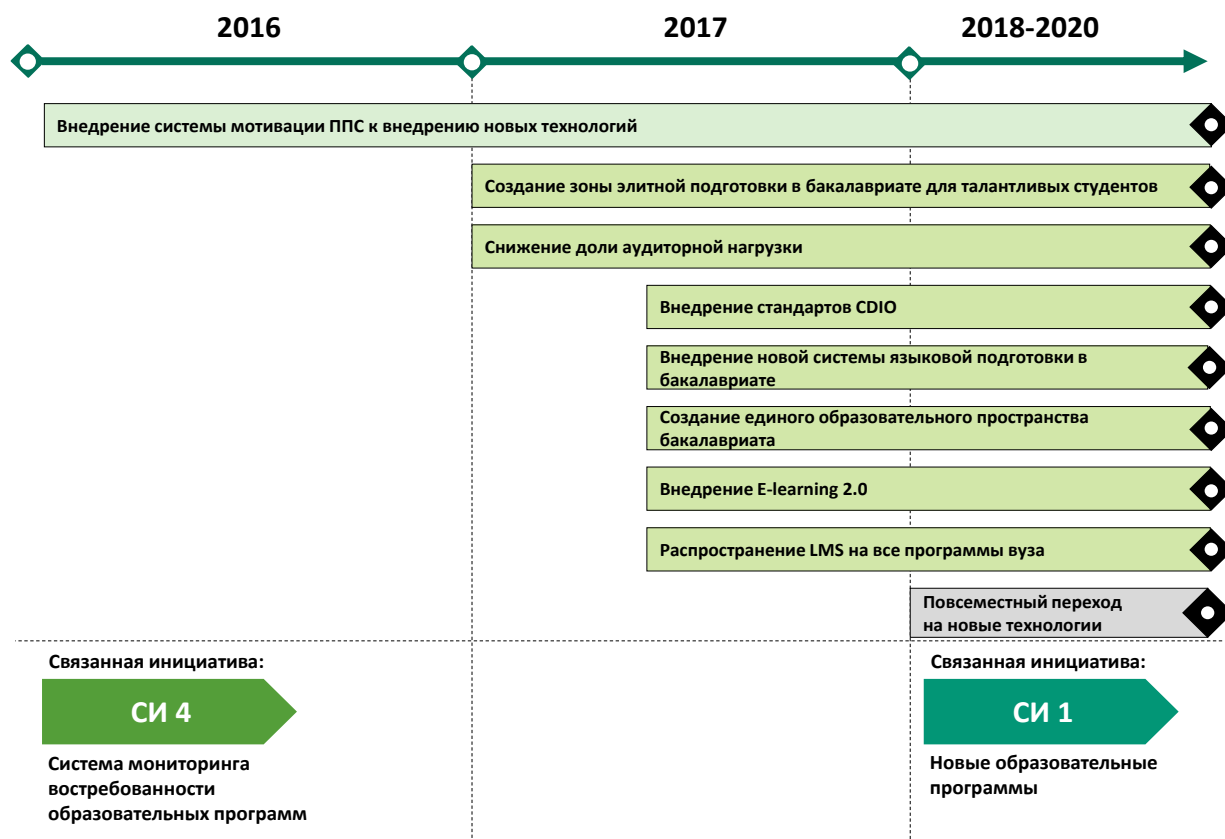 2016
2017
2018-2020
Внедрение системы мотивации ППС к внедрению новых технологий
Создание зоны элитной подготовки в бакалавриате для талантливых студентов
Снижение доли аудиторной нагрузки
Внедрение стандартов CDIO
Внедрение новой системы языковой подготовки в
бакалавриате
Создание единого образовательного пространства
бакалавриата
Внедрение E-learning 2.0
Распространение LMS на все программы вуза
Повсеместный переход
на новые технологии
Связанная инициатива:
СИ 4
Система мониторинга
востребованности
образовательных программ
Связанная инициатива:
СИ 1
Новые образовательные
программы